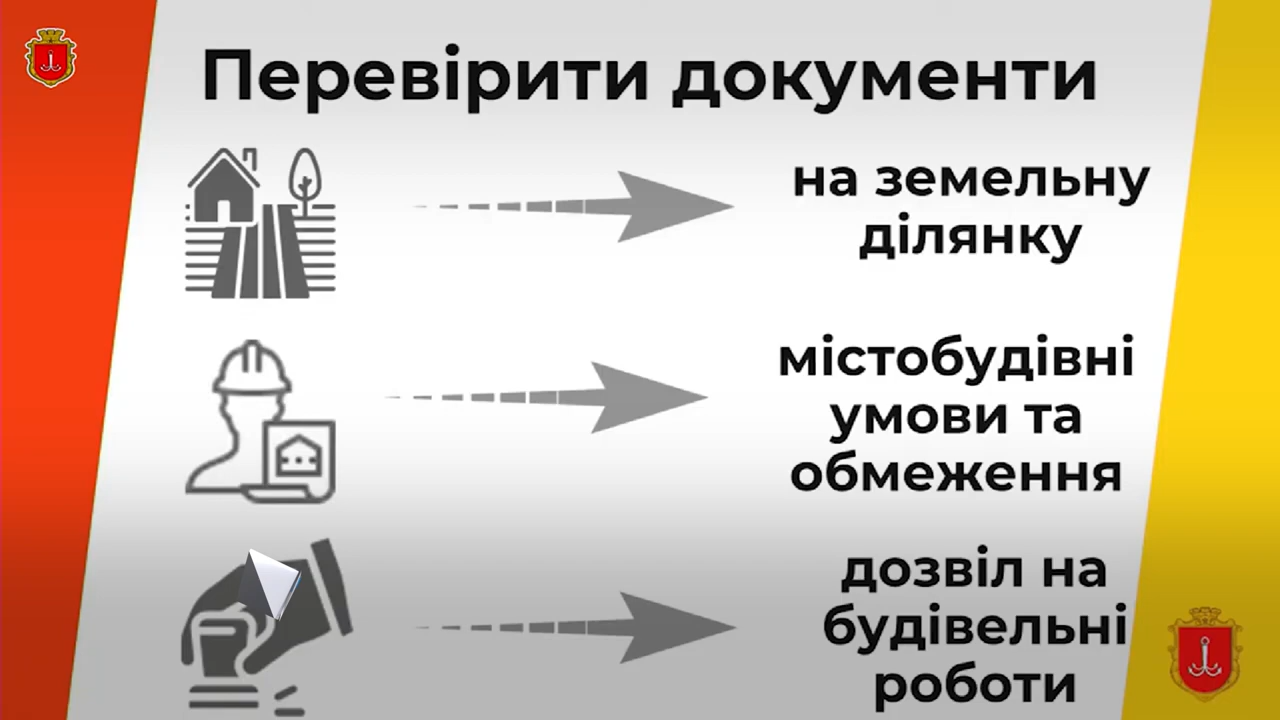 Перевірити документи
на земельну
ділянку
містобудівні
умови та
обмеження
дозвіл на
будівельні
роботи